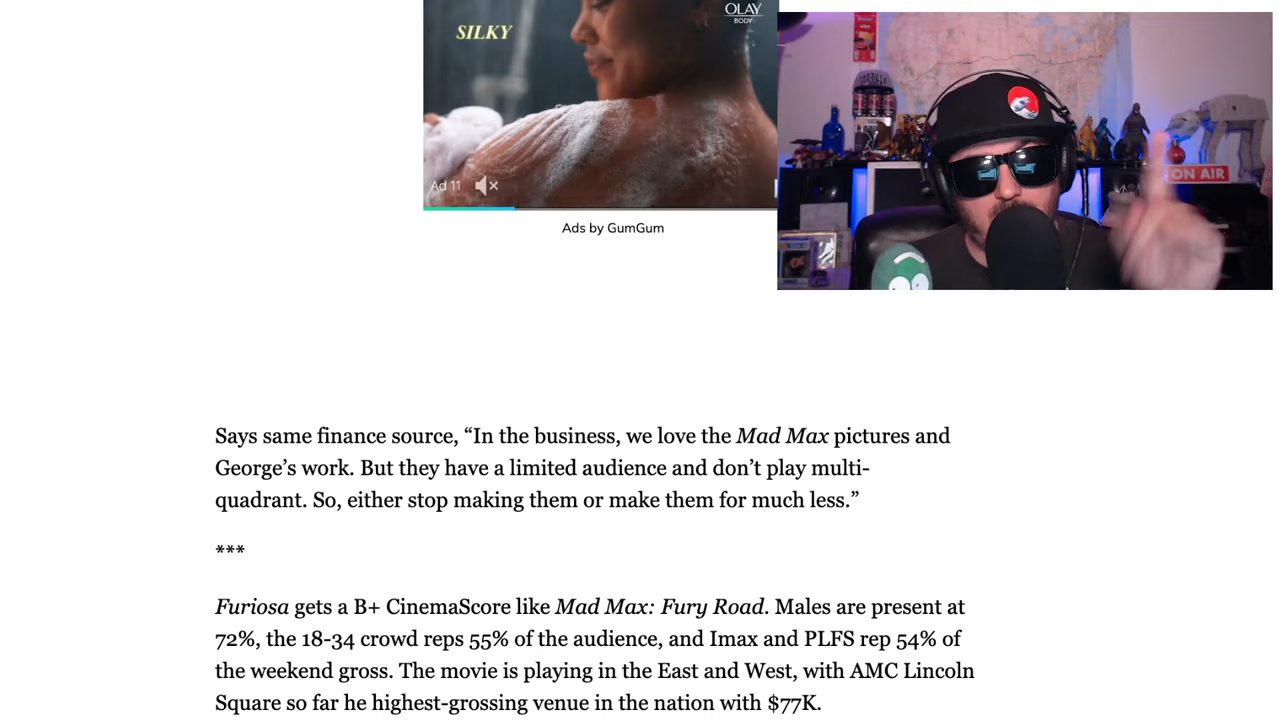 SILKY
OLAY
BODY
Ad 11
Ads by GumGum
GODZILLA
ON AIR
Says same finance source, “In the business, we love the Mad Max pictures and
George’s work. But they have a limited audience and don’t play multi-
quadrant. So, either stop making them or make them for much less.”
***
Furiosa gets a B+ CinemaScore like Mad Max: Fury Road. Males are present at
72%, the 18-34 crowd reps 55% of the audience, and Imax and PLFS rep 54% of
the weekend gross. The movie is playing in the East and West, with AMC Lincoln
Square so far he highest-grossing venue in the nation with $77K.